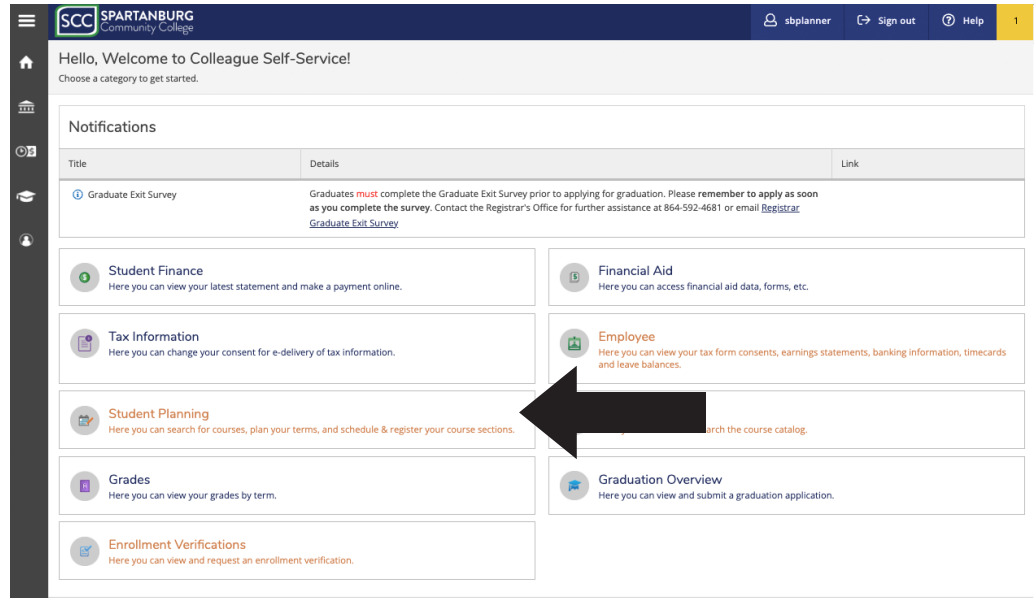 SCC SPARTANBURG
Community College
sbplanner Sign out Help 1
Hello, Welcome to Colleague Self-Service!
Choose a category to get started.
Notifications
Title Details Link
Graduate Exit Survey
Graduates must complete the Graduate Exit Survey prior to applying for graduation. Please remember to apply as soon
as you complete the survey. Contact the Registrar's Office for further assistance at 864-592-4681 or email Registrar
Graduate Exit Survey
Student Finance
Here you can view your latest statement and make a payment online.
Financial Aid
Here you can access financial aid data, forms, etc.
Tax Information
Here you can change your consent for e-delivery of tax information.
Employee
Here you can view your tax form consents, earnings statements, banking information, timecards
and leave balances.
Student Planning
Here you can search for courses, plan your terms, and schedule & register your course sections.
the course catalog.
Grades
Here you can view your grades by term.
Graduation Overview
Here you can view and submit a graduation application.
Enrollment Verifications
Here you can view and request an enrollment verification.